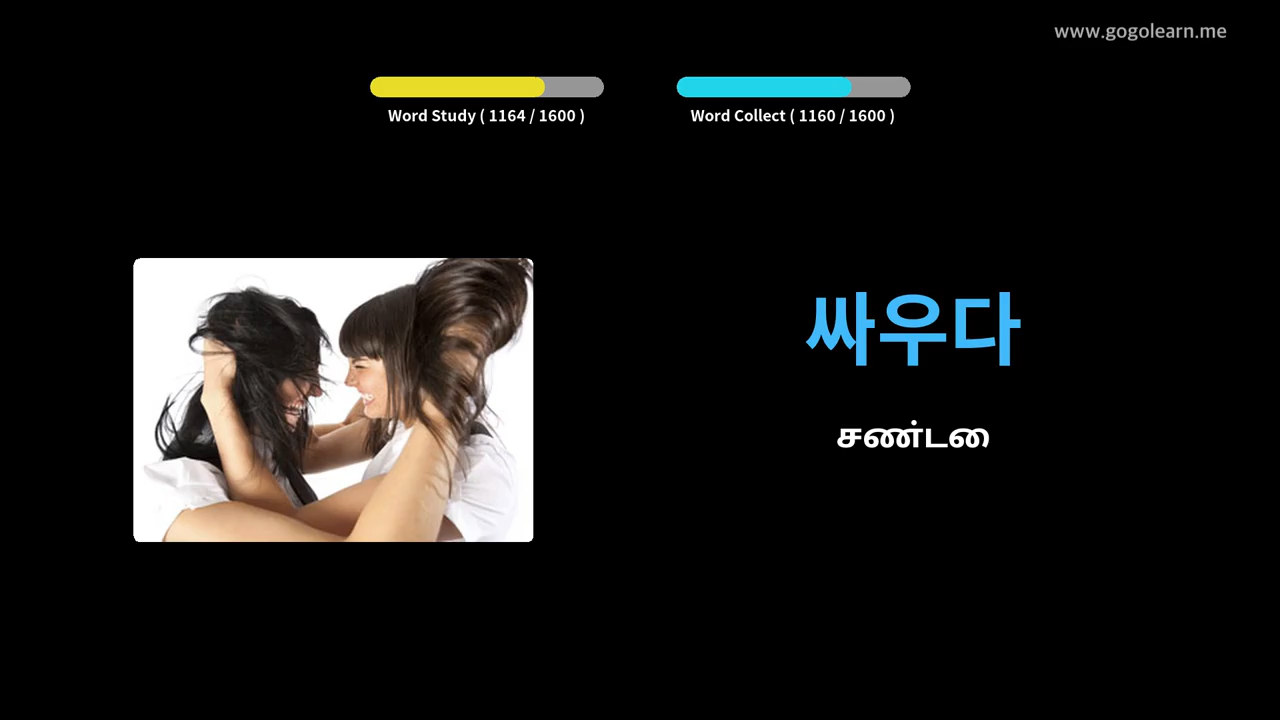 www.gogolearn.me
Word Study ( 1164 / 1600 )
Word Collect ( 1160 / 1600 )
싸우다
சண்டை